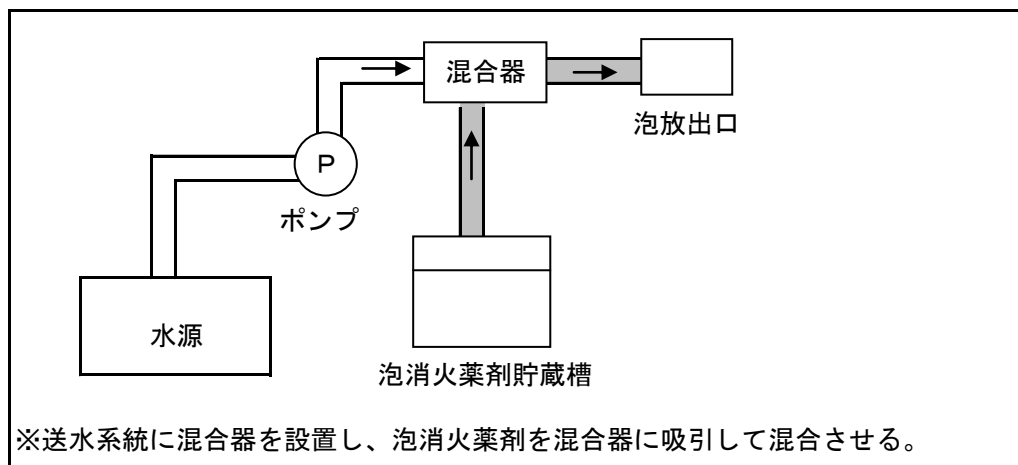 混合器
泡放出口
P
ポンプ
水源
泡消火薬剤貯蔵槽
※送水系統に混合器を設置し、泡消火薬剤を混合器に吸引して混合させる。